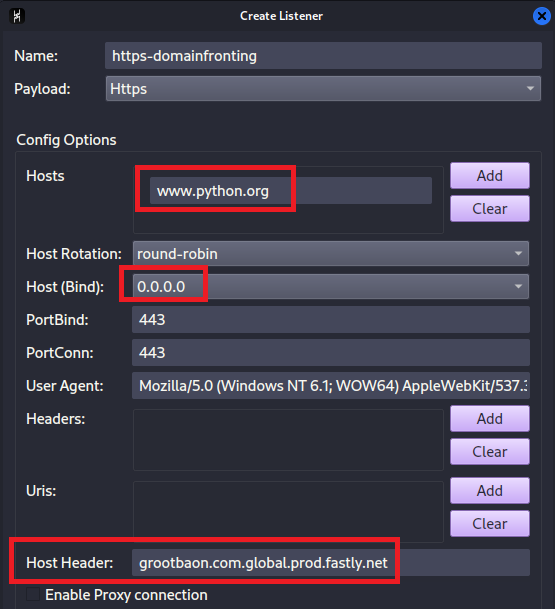 Create Listener
Name: https-domainfronting
Payload: Https
Config Options
Hosts www.python.org Add
Clear
Host Rotation: round-robin
Host (Bind): 0.0.0.0
PortBind: 443
PortConn: 443
User Agent: Mozilla/5.0 (Windows NT 6.1; WOW64) AppleWebKit/537.3
Headers: Add
Clear
Uris: Add
Clear
Host Header: grootbaon.com.global.prod.fastly.net
Enable Proxy connection